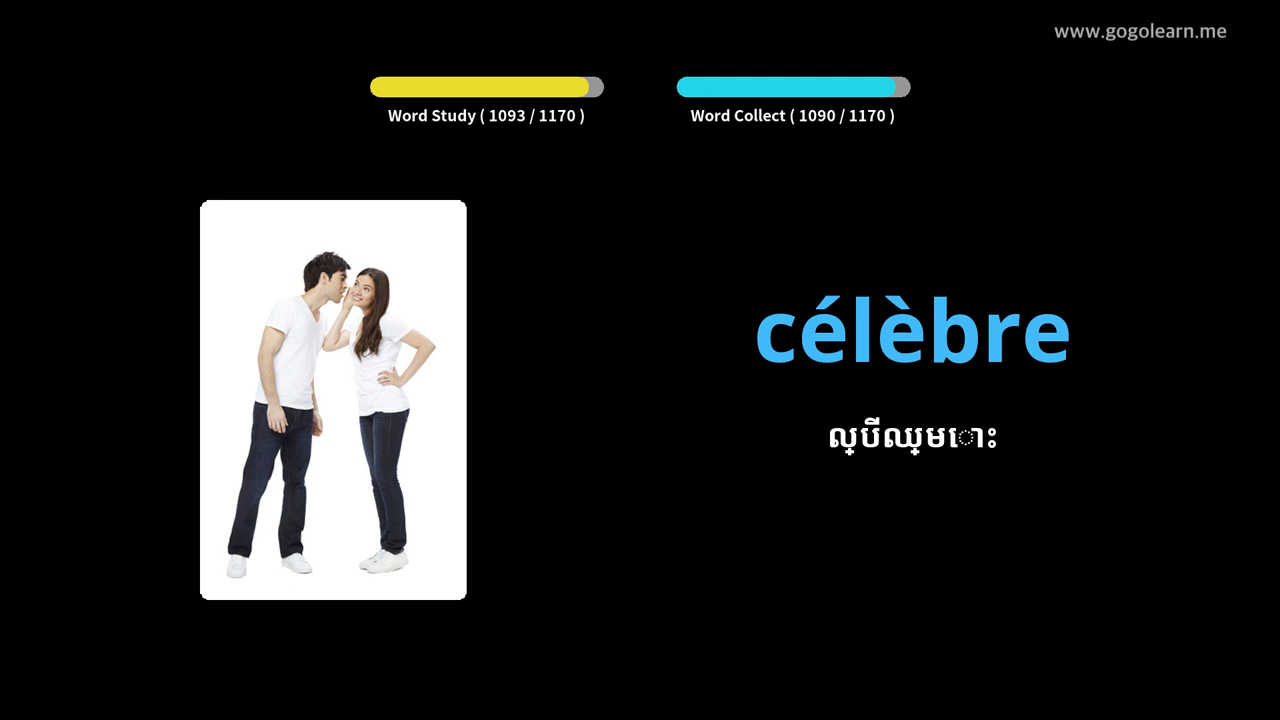 www.gogolearn.me
Word Study ( 1093 / 1170 )
Word Collect ( 1090 / 1170 )
célèbre
ល្បីឈ្មោះ